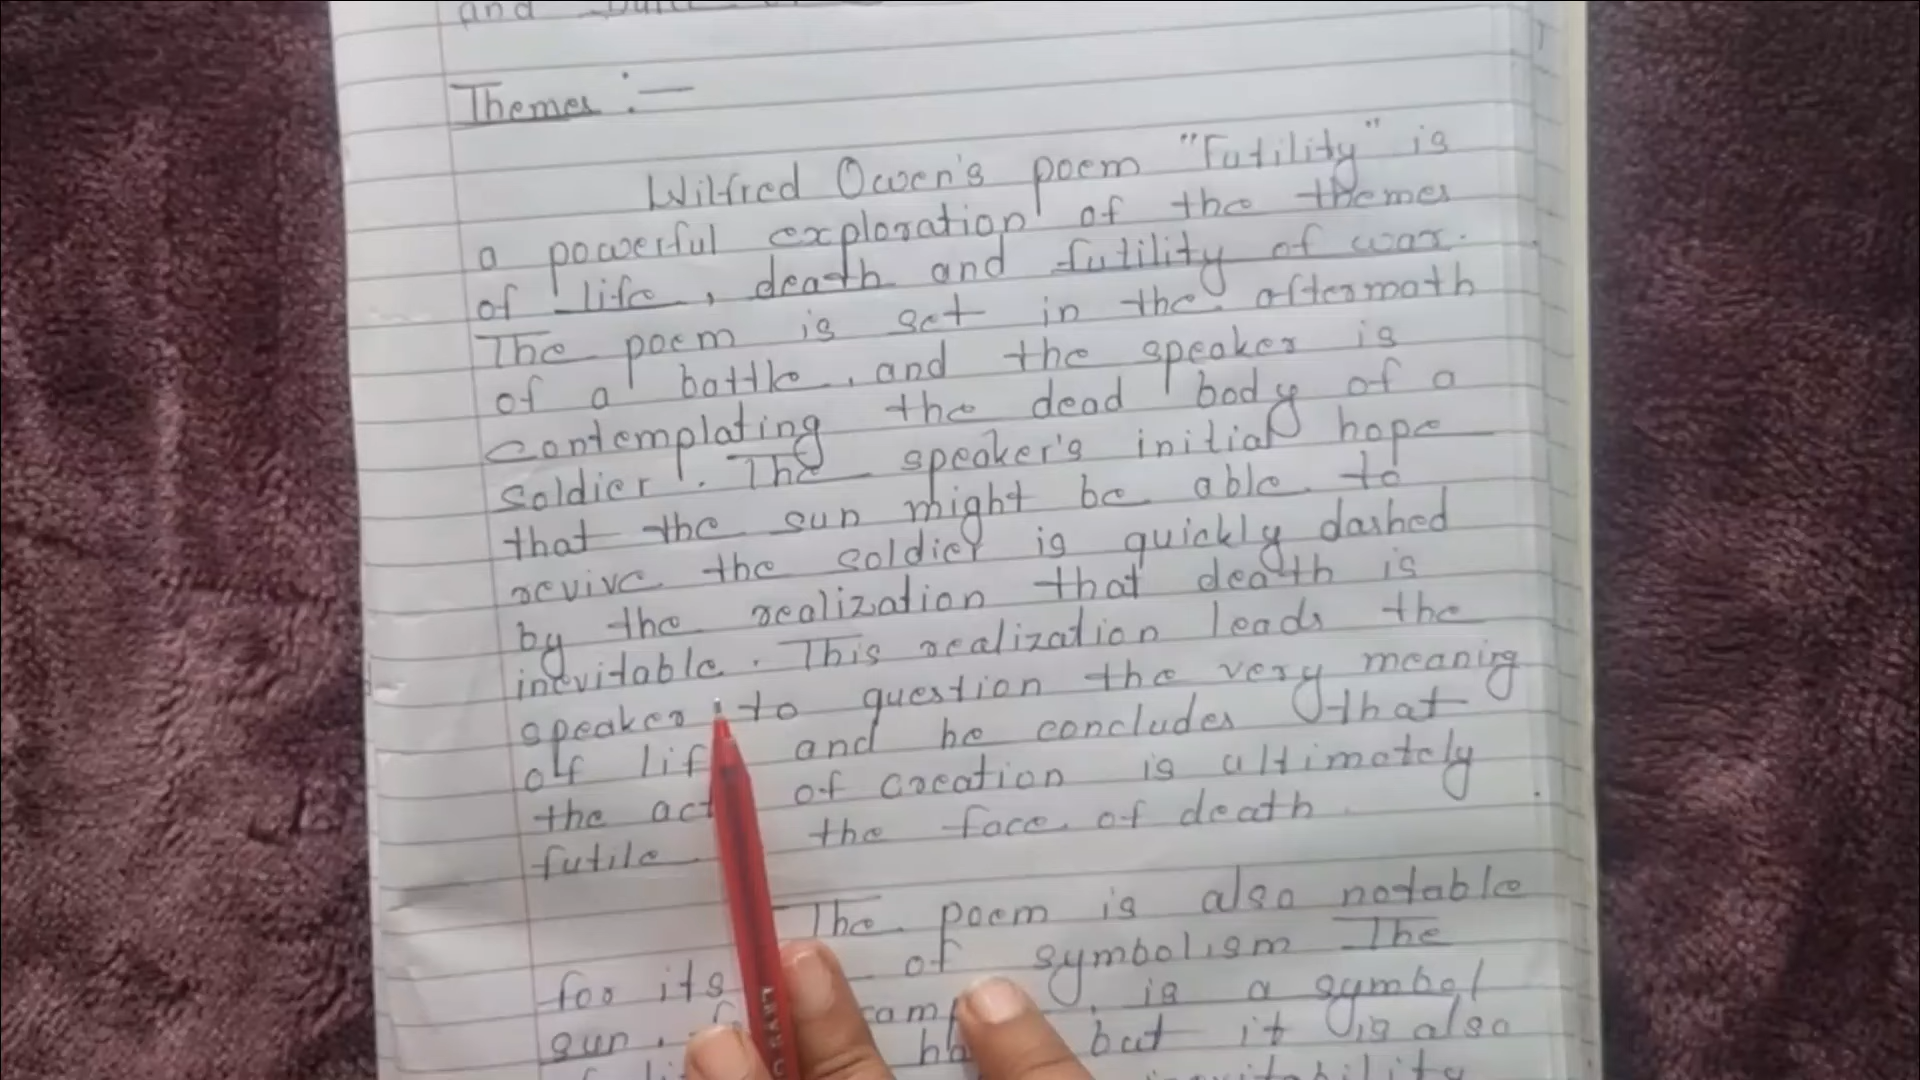 and
Themes :-
Wilfred Owen's poem "Futility" is
a powerful exploration of the themes
of life, death and futility of war.
The poem is set in the aftermath
of a battle, and the speaker is
contemplating the dead body of a
soldier. The speaker's initial hope
that the sun might be able to
revive the soldier is quickly dashed
by the realization that death is
inevitable. This realization leads the
speaker to question the very meaning
of lif and he concludes that
the act of creation is ultimately
futile the face of death
The poem is also notable
for its of symbolism The
sun, is a symbol
but it is also